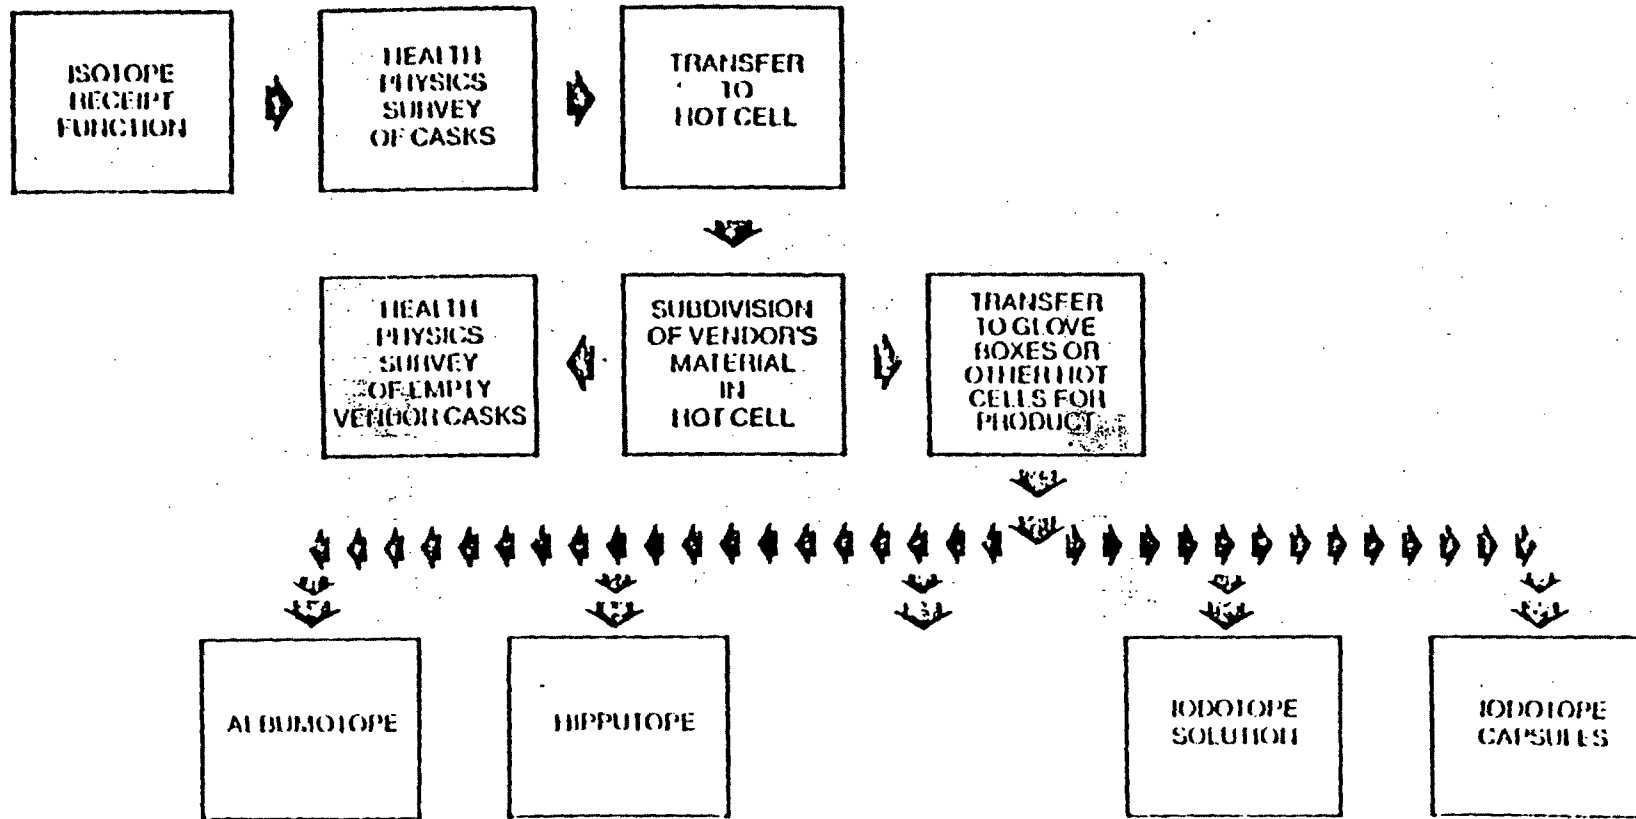 ISOTOPE
RECEIPT
FUNCTION
HEALTH
PHYSICS
SURVEY
OF CASKS
TRANSFER
TO
HOT CELL
HEALTH
PHYSICS
SURVEY
OF EMPTY
VENDOR CASKS
SUBDIVISION
OF VENDOR'S
MATERIAL
IN
HOT CELL
TRANSFER
TO GLOVE
BOXES OR
OTHER HOT
CELLS FOR
PRODUCT
ALBUMOTOPE
HIPPUTOPE
IODOTOPE
SOLUTION
IODOTOPE
CAPSULES